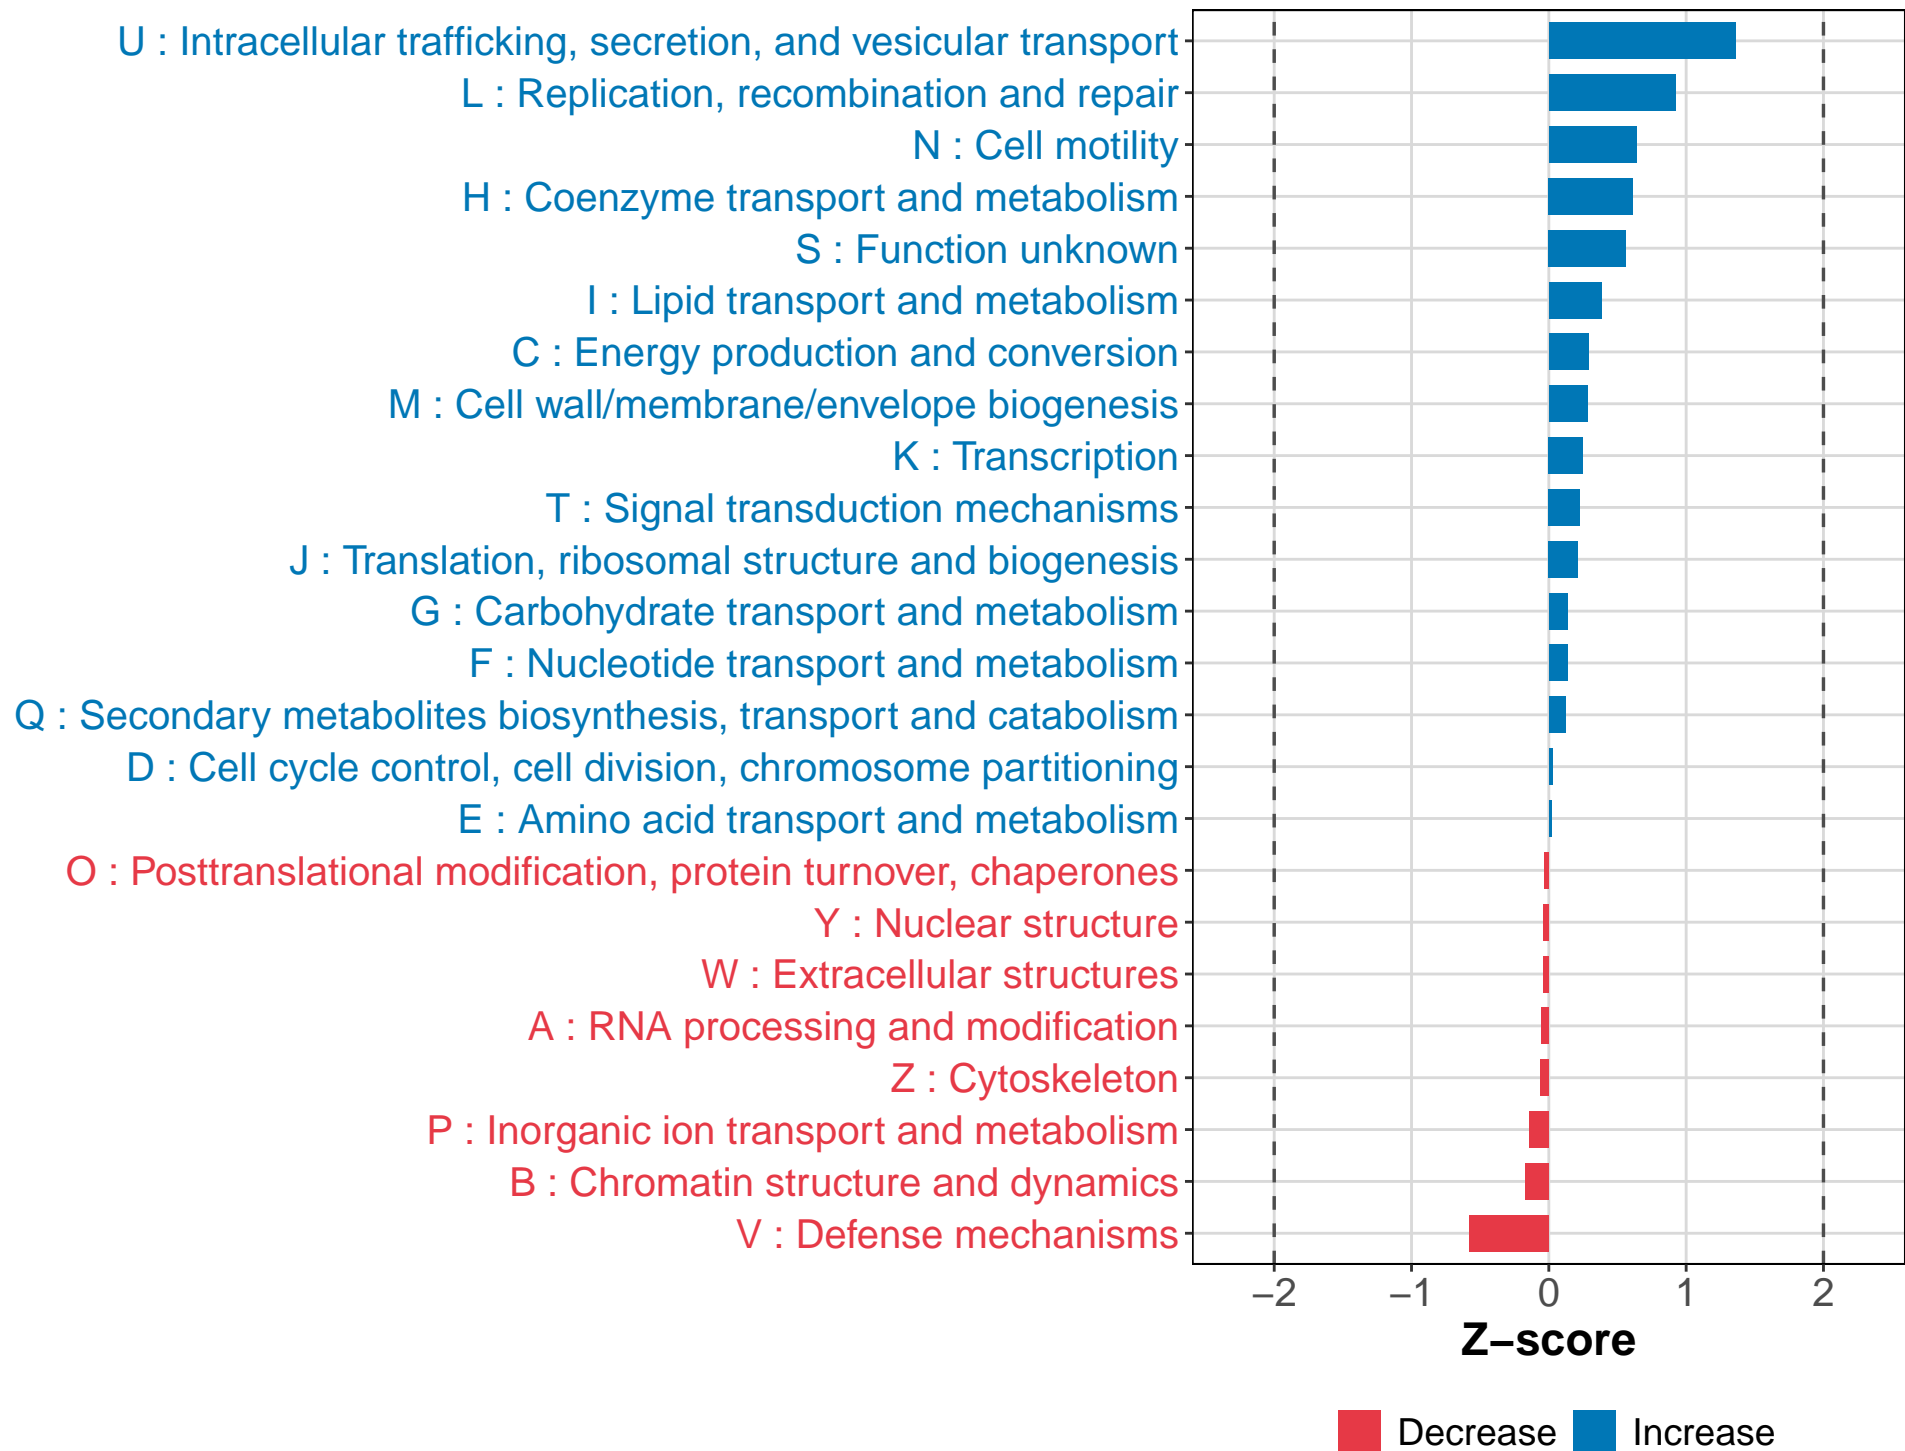 U : Intracellular trafficking, secretion, and vesicular transport
L : Replication, recombination and repair
N : Cell motility
H : Coenzyme transport and metabolism
S : Function unknown
I : Lipid transport and metabolism
C : Energy production and conversion
M : Cell wall/membrane/envelope biogenesis
K : Transcription
T : Signal transduction mechanisms
J : Translation, ribosomal structure and biogenesis
G : Carbohydrate transport and metabolism
F : Nucleotide transport and metabolism
Q : Secondary metabolites biosynthesis, transport and catabolism
D : Cell cycle control, cell division, chromosome partitioning
E : Amino acid transport and metabolism
O : Posttranslational modification, protein turnover, chaperones
Y : Nuclear structure
W : Extracellular structures
A : RNA processing and modification
Z : Cytoskeleton
P : Inorganic ion transport and metabolism
B : Chromatin structure and dynamics
V : Defense mechanisms
−2 −1 0 1 2
Z−score
Decrease Increase